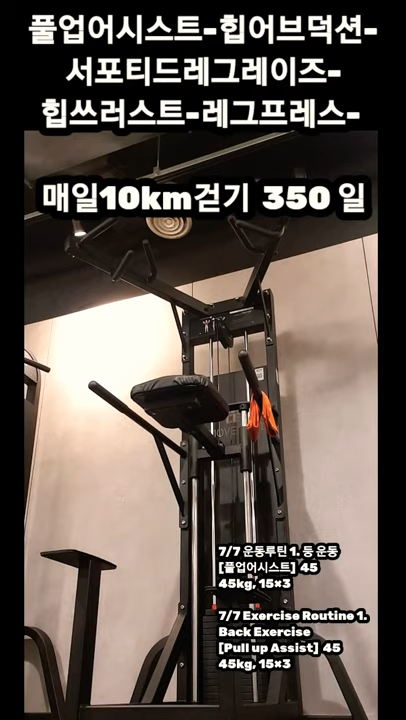 풀업어시스트-힙어브덕션-
서포티드레그레이즈-
힙쓰러스트-레그프레스-
매일10km걷기 350 일
7/7 운동루틴 1. 등 운동
[풀업어시스트] 45
45kg, 15×3
7/7 Exercise Routine 1.
Back Exercise
[Pull up Assist] 45
45kg, 15×3